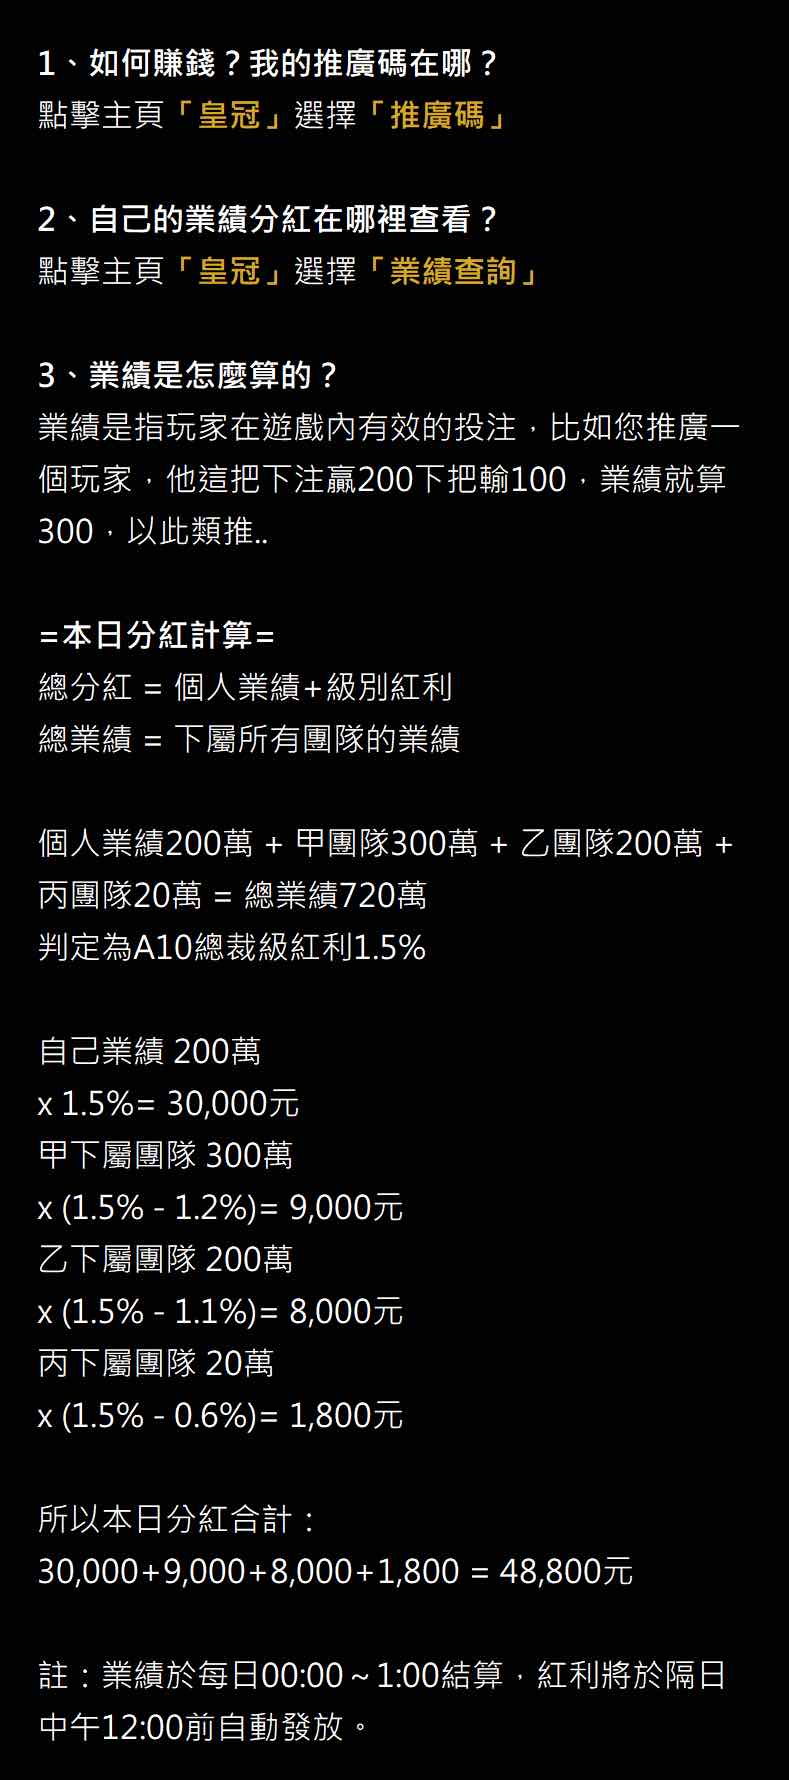 1、如何賺錢？我的推廣碼在哪？
點擊主頁「皇冠」選擇「推廣碼」
2、自己的業績分紅在哪裡查看？
點擊主頁「皇冠」選擇「業績查詢」
3、業績是怎麼算的？
業績是指玩家在遊戲內有效的投注，比如您推廣一
個玩家，他這把下注贏200下把輸100，業績就算
300，以此類推..
=本日分紅計算=
總分紅 = 個人業績+級別紅利
總業績 = 下屬所有團隊的業績
個人業績200萬 + 甲團隊300萬 + 乙團隊200萬 +
丙團隊20萬 = 總業績720萬
判定為A10總裁級紅利1.5%
自己業績 200萬
x 1.5%= 30,000元
甲下屬團隊 300萬
x (1.5% - 1.2%)= 9,000元
乙下屬團隊 200萬
x (1.5% - 1.1%)= 8,000元
丙下屬團隊 20萬
x (1.5% - 0.6%)= 1,800元
所以本日分紅合計：
30,000+9,000+8,000+1,800 = 48,800元
註：業績於每日00:00～1:00結算，紅利將於隔日
中午12:00前自動發放。